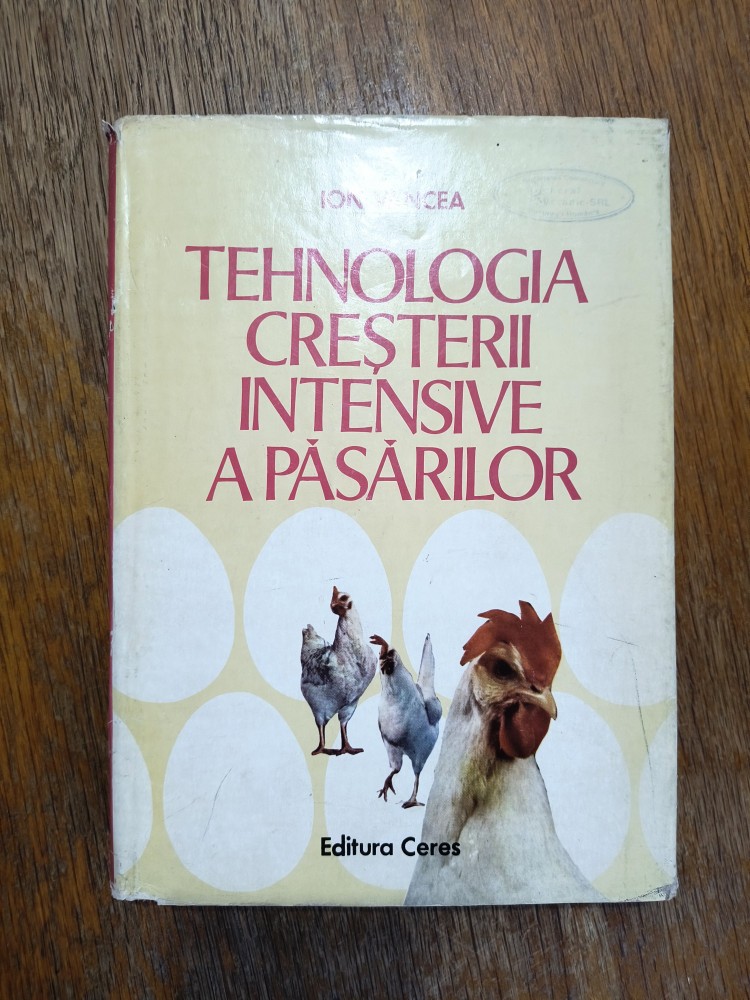 ION VANCEA
TEHNOLOGIA
CREȘTERII
INTENSIVE
A PĂSĂRILOR
Editura Ceres